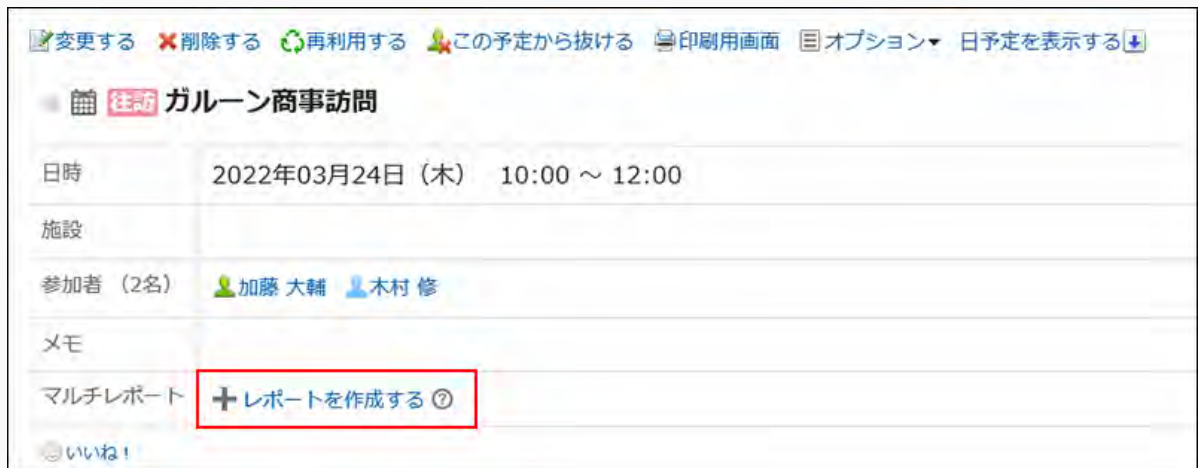 変更する 削除する 再利用する この予定から抜ける 印刷用画面 オプション▼ 日予定を表示する
往訪 ガルーン商事訪問
日時 2022年03月24日（木） 10:00 ～ 12:00
施設
参加者 （2名） 加藤 大輔 木村 修
メモ
マルチレポート レポートを作成する ?
いいね！